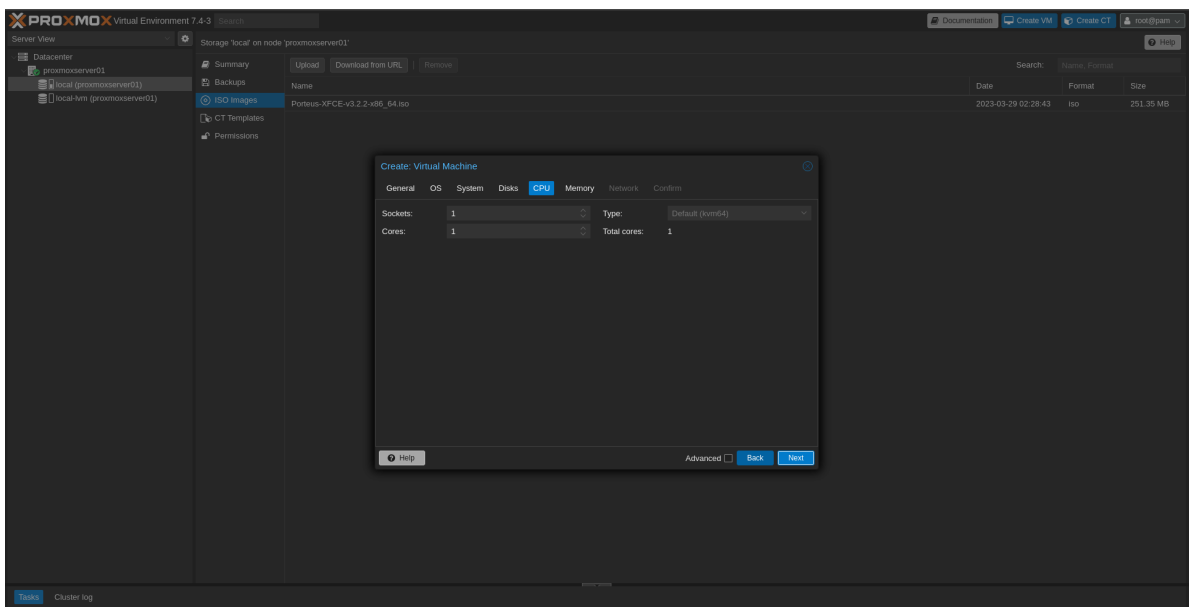 PROXMOX Virtual Environment 7.4-3 Search Documentation Create VM Create CT root@pam
Server View Storage 'local' on node 'proxmoxserver01' Help
Datacenter
proxmoxserver01
local (proxmoxserver01)
local-lvm (proxmoxserver01)
Summary
Backups
ISO Images
CT Templates
Permissions
Upload Download from URL Remove Search: Name, Format
Name Date Format Size
Porteus-XFCE-v3.2.2-x86_64.iso 2023-03-29 02:28:43 iso 251.35 MB
Create: Virtual Machine
General OS System Disks CPU Memory Network Confirm
Sockets: 1 Type: Default (kvm64)
Cores: 1 Total cores: 1
Help Advanced Back Next
Tasks Cluster log